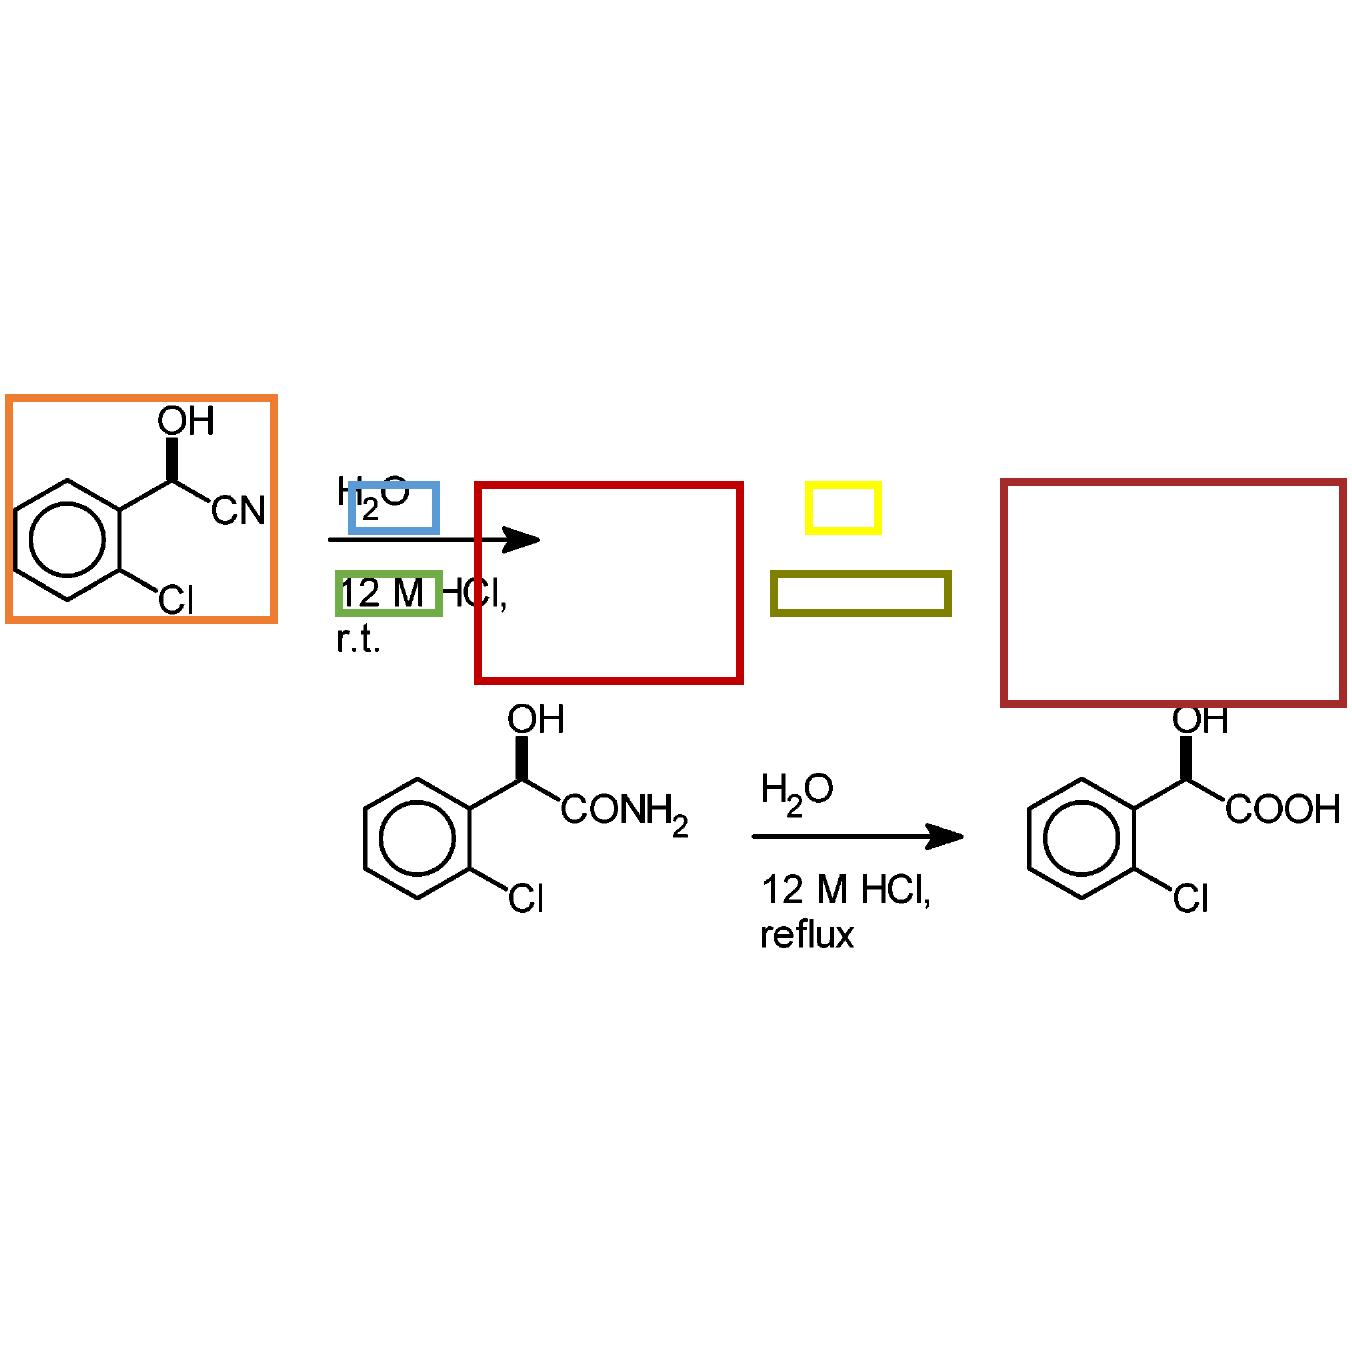 OH
CN
Cl
H2O
12 M HCl,
r.t.
OH
CONH2
Cl
H2O
12 M HCl,
reflux
OH
COOH
Cl